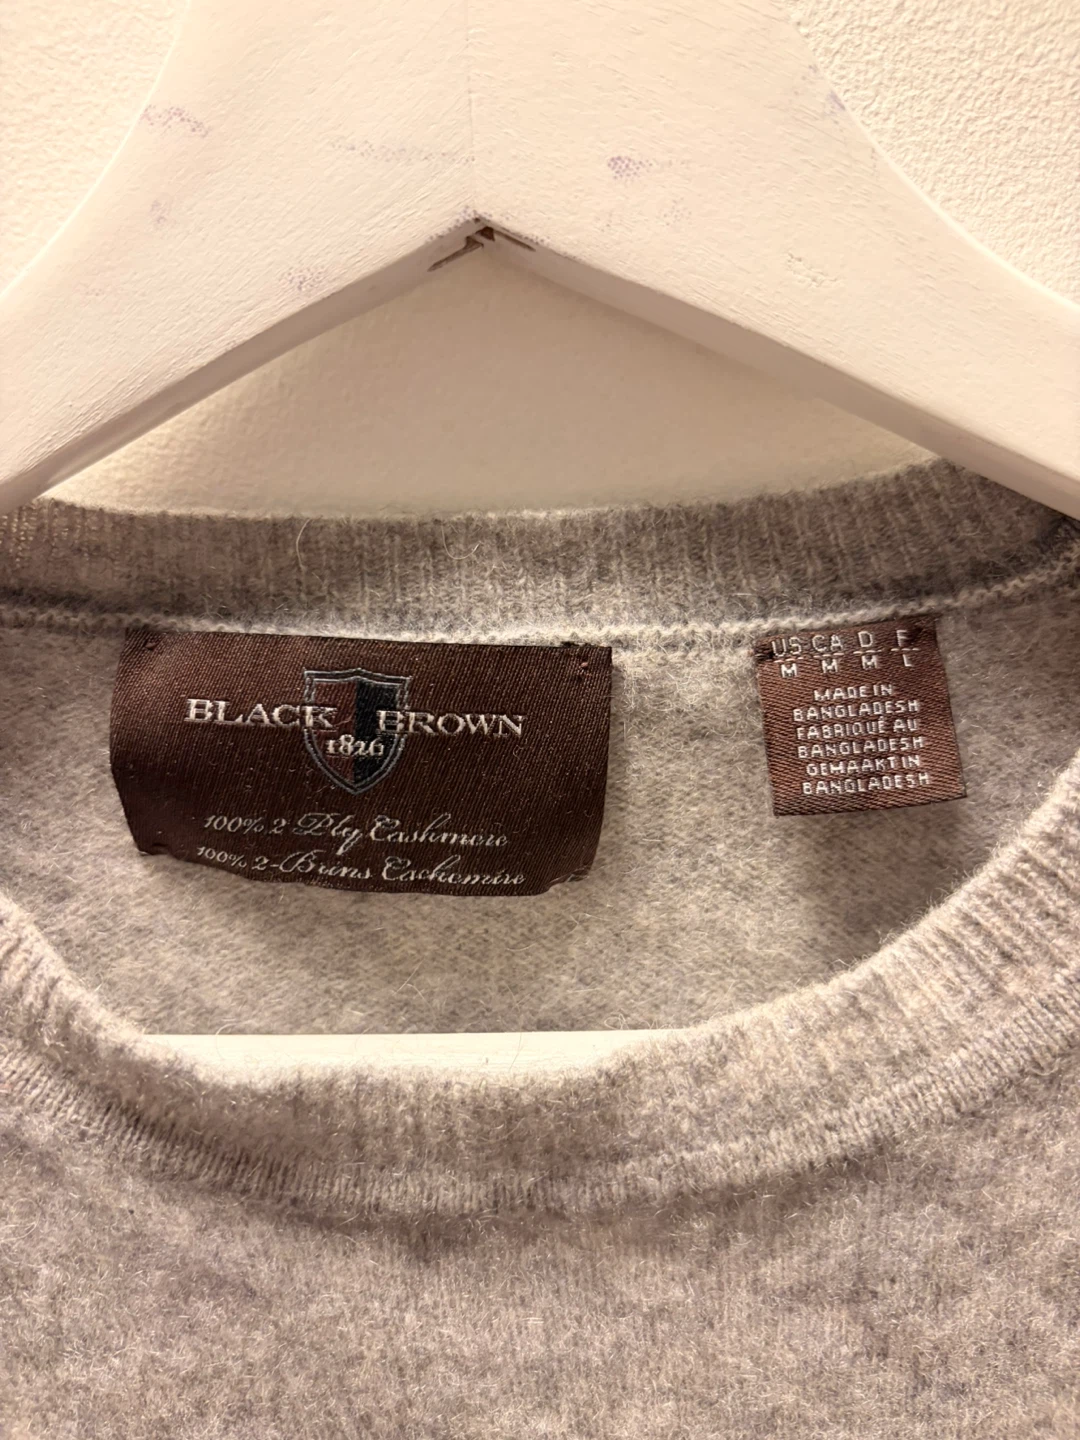 BLACK BROWN
1826
100% 2 Ply Cashmere
100% 2-Brins Cachemire
US CA D F
M M M L
MADE IN
BANGLADESH
FABRIQUÉ AU
BANGLADESH
GEMAAKT IN
BANGLADESH